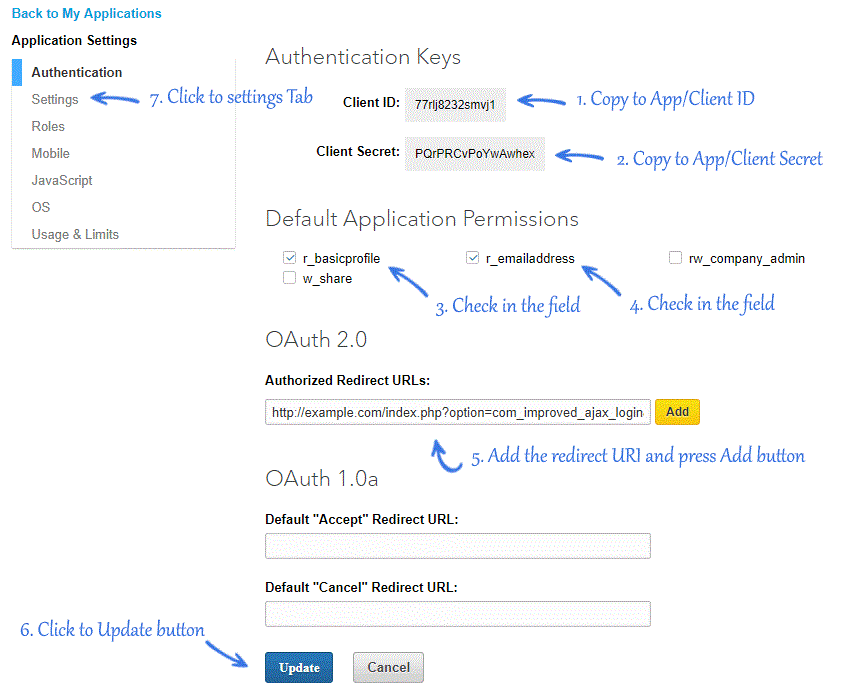 Back to My Applications
Application Settings
Authentication
Settings
Roles
Mobile
JavaScript
OS
Usage & Limits
7. Click to settings Tab
Authentication Keys
Client ID: 77rlj8232smvj1
1. Copy to App/Client ID
Client Secret: PQrPRCvPoYwAwhex
2. Copy to App/Client Secret
Default Application Permissions
r_basicprofile r_emailaddress rw_company_admin
w_share
3. Check in the field
4. Check in the field
OAuth 2.0
Authorized Redirect URLs:
http://example.com/index.php?option=com_improved_ajax_login Add
5. Add the redirect URI and press Add button
OAuth 1.0a
Default "Accept" Redirect URL:
Default "Cancel" Redirect URL:
6. Click to Update button
Update Cancel